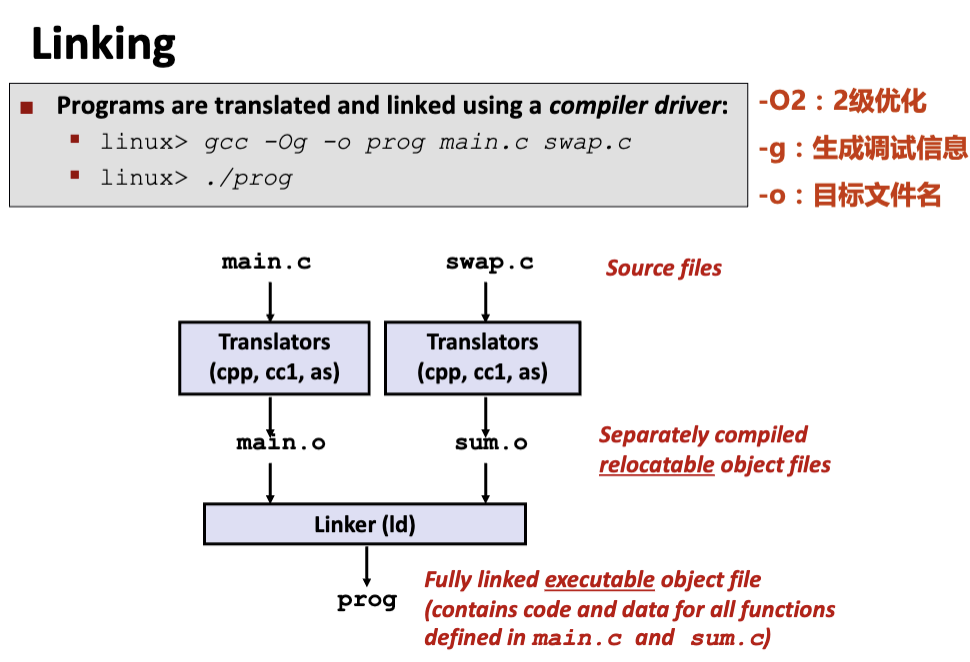 Linking
Programs are translated and linked using a compiler driver:
linux> gcc -Og -o prog main.c swap.c
linux> ./prog
-O2：2级优化
-g：生成调试信息
-o：目标文件名
main.c
swap.c
Source files
Translators
(cpp, cc1, as)
Translators
(cpp, cc1, as)
main.o
sum.o
Separately compiled
relocatable object files
Linker (ld)
prog
Fully linked executable object file
(contains code and data for all functions
defined in main.c and sum.c)